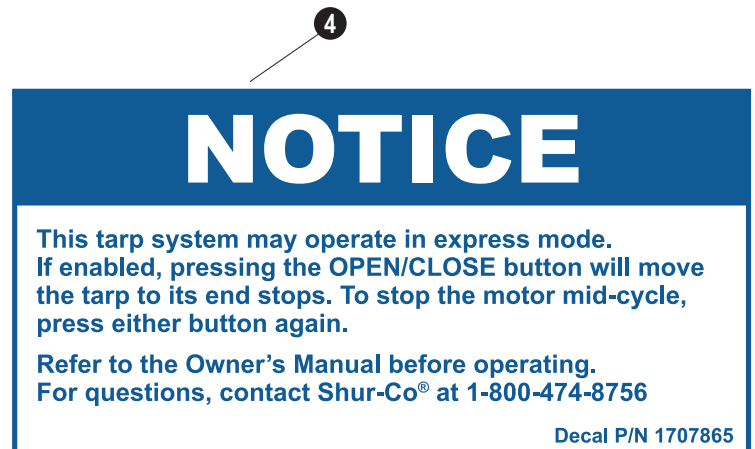 4
NOTICE
This tarp system may operate in express mode.
If enabled, pressing the OPEN/CLOSE button will move
the tarp to its end stops. To stop the motor mid-cycle,
press either button again.
Refer to the Owner’s Manual before operating.
For questions, contact Shur-Co® at 1-800-474-8756
Decal P/N 1707865